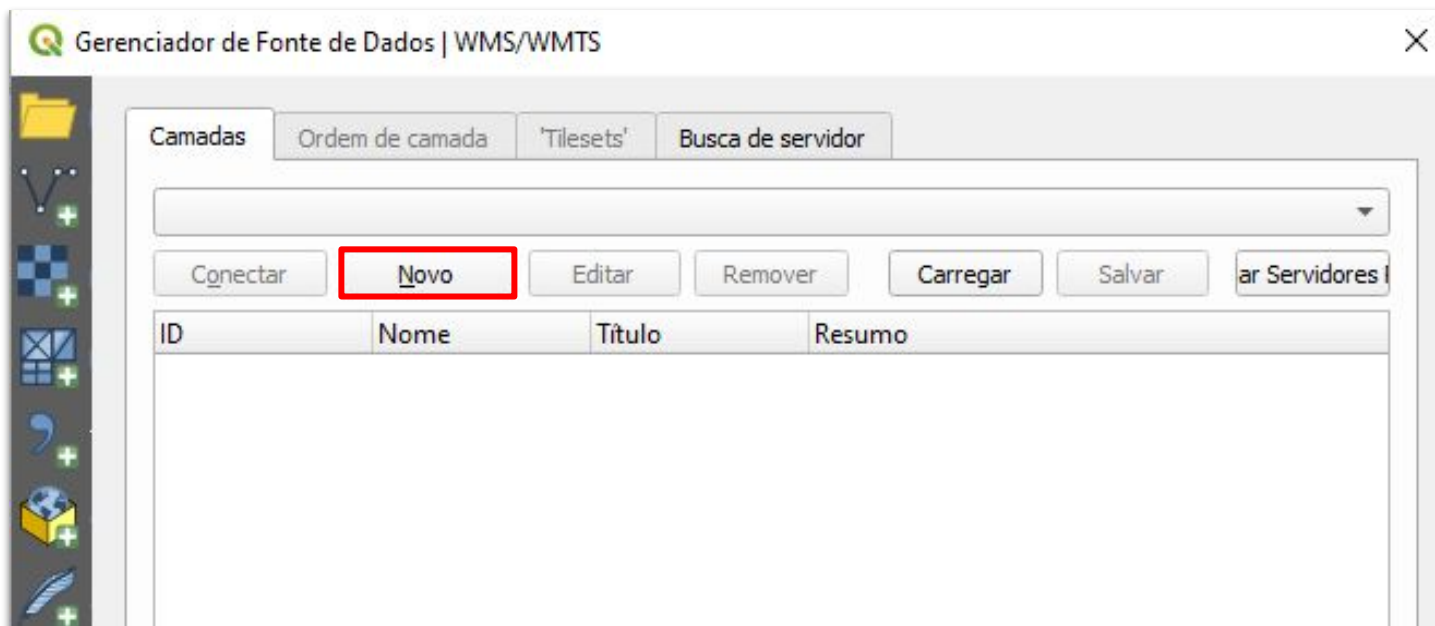 Gerenciador de Fonte de Dados | WMS/WMTS
Camadas Ordem de camada 'Tilesets' Busca de servidor
Conectar Novo Editar Remover Carregar Salvar ar Servidores
ID Nome Título Resumo